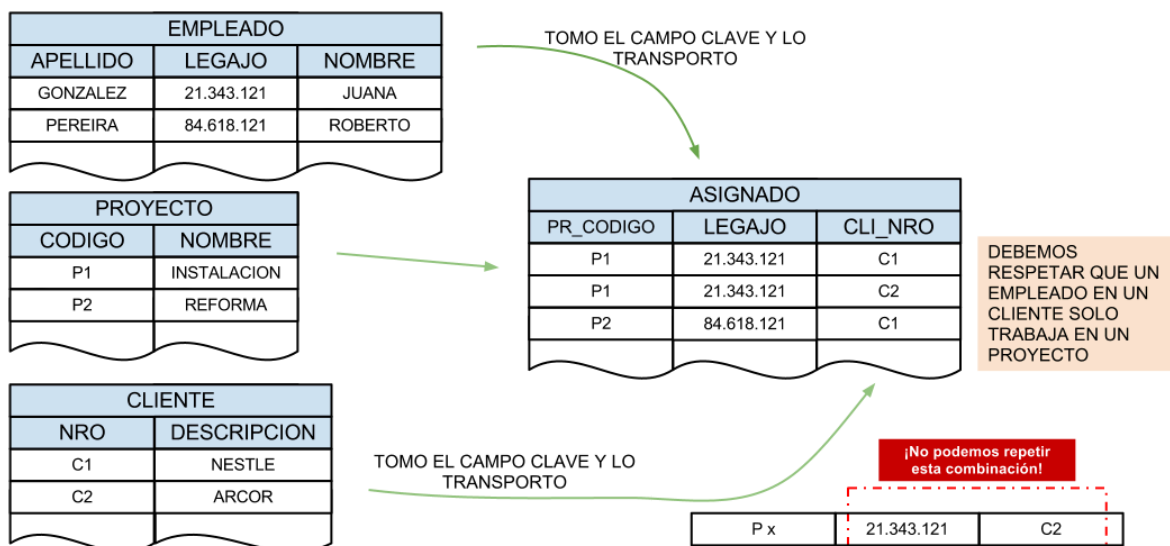 EMPLEADO
APELLIDO LEGAJO NOMBRE
GONZALEZ 21.343.121 JUANA
PEREIRA 84.618.121 ROBERTO
TOMO EL CAMPO CLAVE Y LO
TRANSPORTO
PROYECTO
CODIGO NOMBRE
P1 INSTALACION
P2 REFORMA
ASIGNADO
PR_CODIGO LEGAJO CLI_NRO
P1 21.343.121 C1
P1 21.343.121 C2
P2 84.618.121 C1
DEBEMOS
RESPETAR QUE UN
EMPLEADO EN UN
CLIENTE SOLO
TRABAJA EN UN
PROYECTO
CLIENTE
NRO DESCRIPCION
C1 NESTLE
C2 ARCOR
TOMO EL CAMPO CLAVE Y LO
TRANSPORTO
¡No podemos repetir
esta combinación!
P x 21.343.121 C2